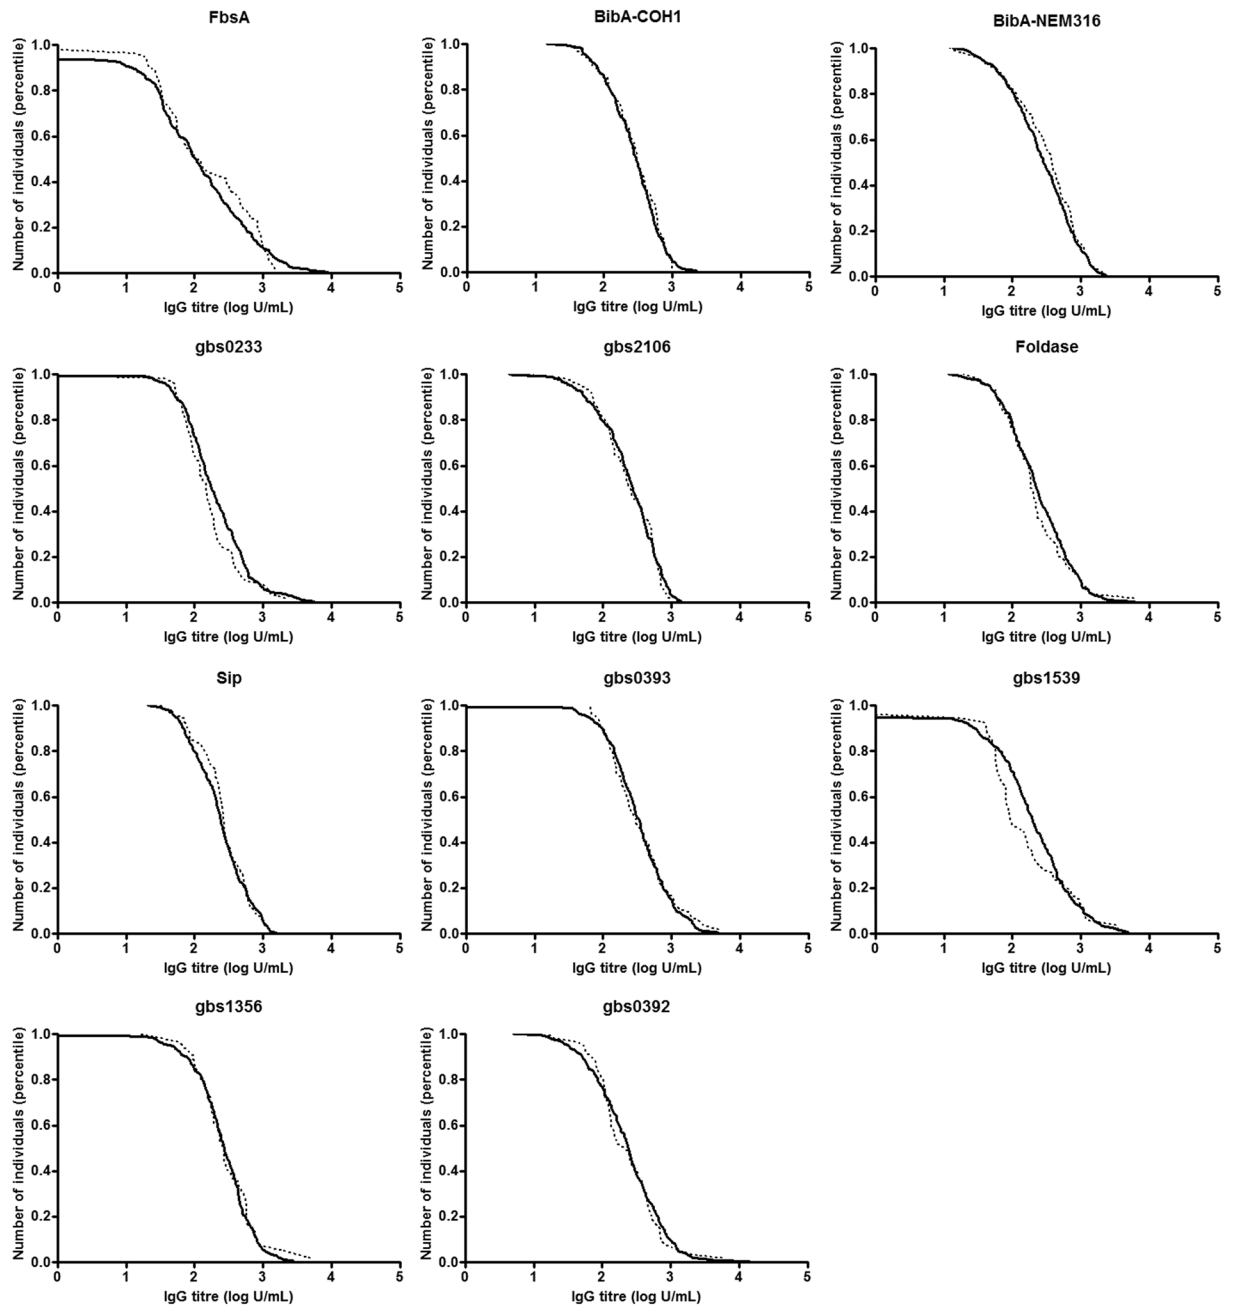 FbsA
BibA-COH1
BibA-NEM316
Number of individuals (percentile)
1.0
0.8
0.6
0.4
0.2
0.0
0 1 2 3 4 5
IgG titre (log U/mL)
Number of individuals (percentile)
1.0
0.8
0.6
0.4
0.2
0.0
0 1 2 3 4 5
IgG titre (log U/mL)
Number of individuals (percentile)
1.0
0.8
0.6
0.4
0.2
0.0
0 1 2 3 4 5
IgG titre (log U/mL)
gbs0233
gbs2106
Foldase
Number of individuals (percentile)
1.0
0.8
0.6
0.4
0.2
0.0
0 1 2 3 4 5
IgG titre (log U/mL)
Number of individuals (percentile)
1.0
0.8
0.6
0.4
0.2
0.0
0 1 2 3 4 5
IgG titre (log U/mL)
Number of individuals (percentile)
1.0
0.8
0.6
0.4
0.2
0.0
0 1 2 3 4 5
IgG titre (log U/mL)
Sip
gbs0393
gbs1539
Number of individuals (percentile)
1.0
0.8
0.6
0.4
0.2
0.0
0 1 2 3 4 5
IgG titre (log U/mL)
Number of individuals (percentile)
1.0
0.8
0.6
0.4
0.2
0.0
0 1 2 3 4 5
IgG titre (log U/mL)
Number of individuals (percentile)
1.0
0.8
0.6
0.4
0.2
0.0
0 1 2 3 4 5
IgG titre (log U/mL)
gbs1356
gbs0392
Number of individuals (percentile)
1.0
0.8
0.6
0.4
0.2
0.0
0 1 2 3 4 5
IgG titre (log U/mL)
Number of individuals (percentile)
1.0
0.8
0.6
0.4
0.2
0.0
0 1 2 3 4 5
IgG titre (log U/mL)